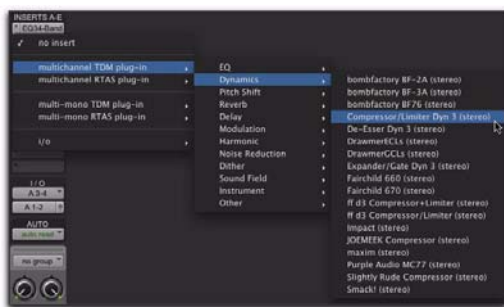 INSERTS A-E
EQ34-Band
no insert
multichannel TDM plug-in
multichannel RTAS plug-in
multi-mono TDM plug-in
multi-mono RTAS plug-in
i/o
EQ
Dynamics
Pitch Shift
Reverb
Delay
Modulation
Harmonic
Noise Reduction
Dither
Sound Field
Instrument
Other
bombfactory BF-2A (stereo)
bombfactory BF-3A (stereo)
bombfactory BF76 (stereo)
Compressor/Limiter Dyn 3 (stereo)
De-Esser Dyn 3 (stereo)
DrawmerECLs (stereo)
DrawmerGCLs (stereo)
Expander/Gate Dyn 3 (stereo)
Fairchild 660 (stereo)
Fairchild 670 (stereo)
ff d3 Compressor+Limiter (stereo)
ff d3 Compressor/Limiter (stereo)
Impact (stereo)
JOEMEEK Compressor (stereo)
maxim (stereo)
Purple Audio MC77 (stereo)
Slightly Rude Compressor (stereo)
Smack! (stereo)
I/O
A 3-4
A 1-2
AUTO
auto read
no group